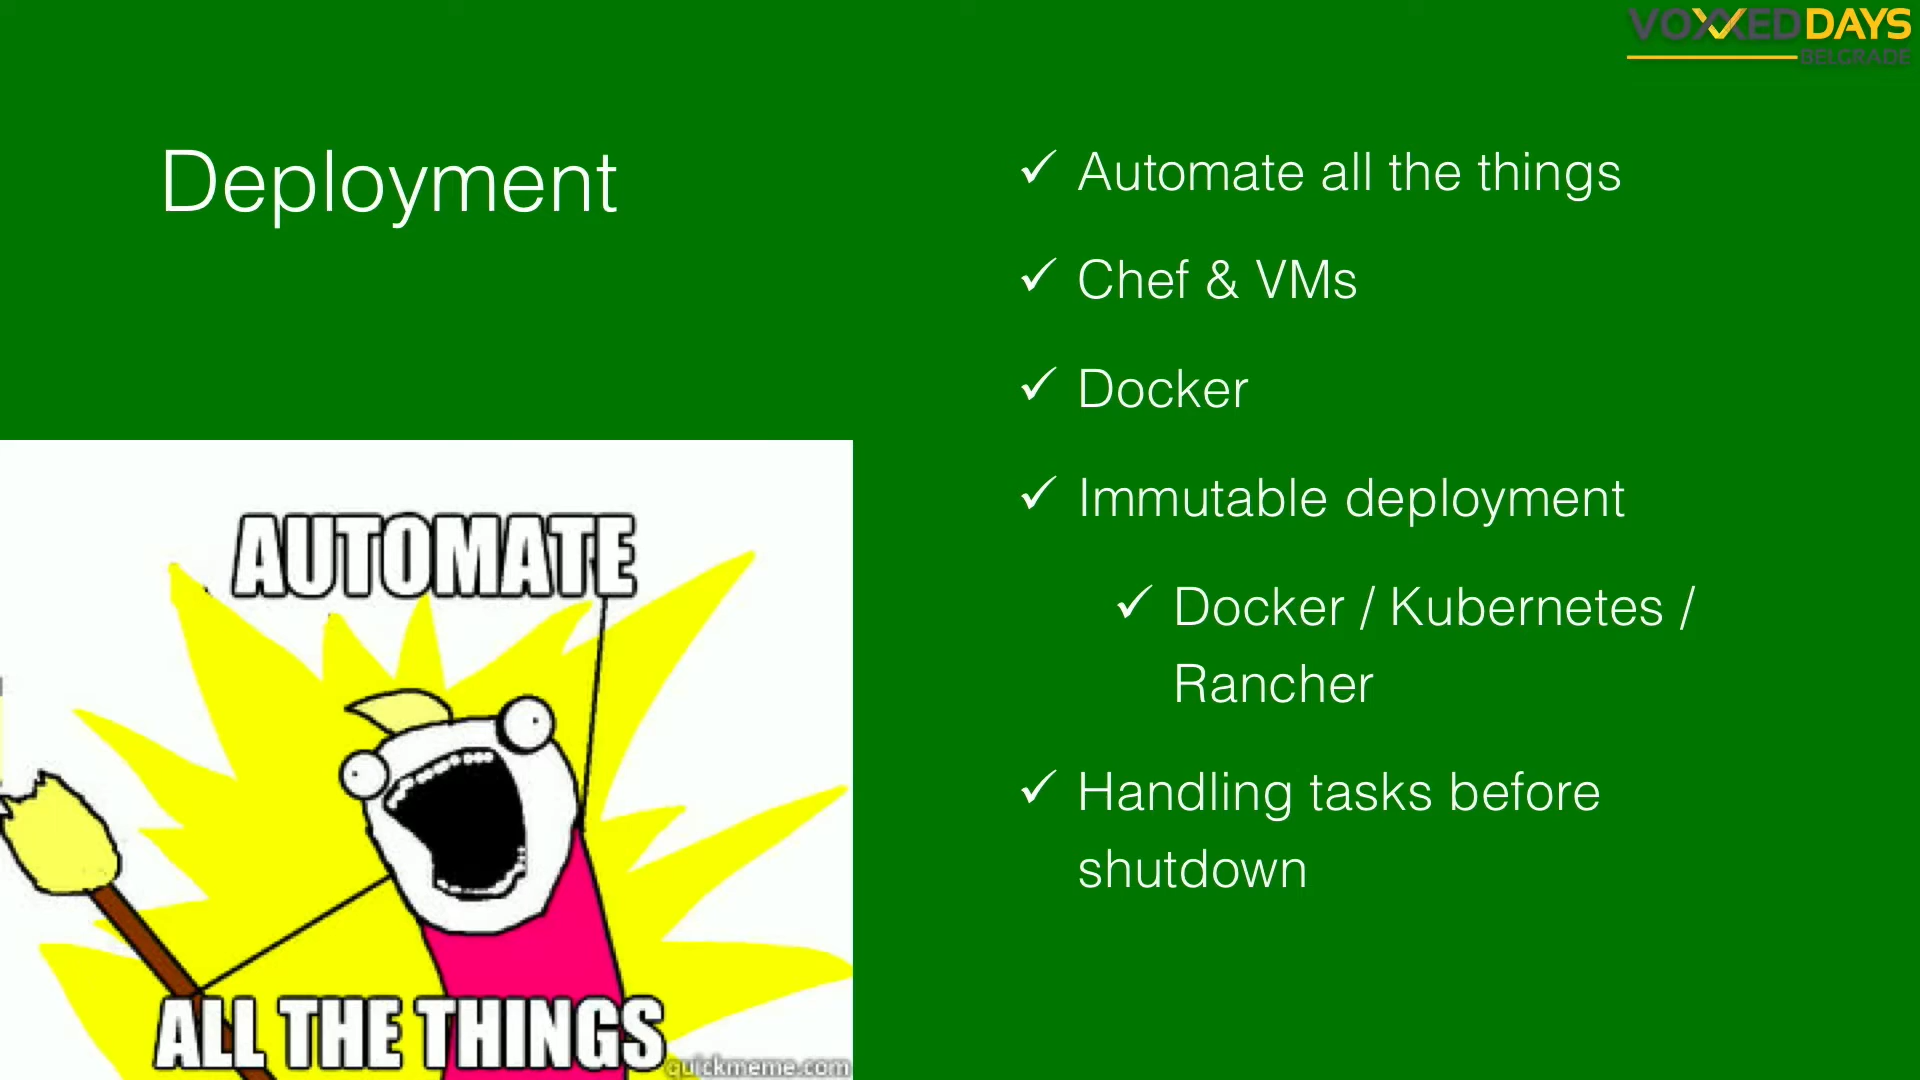 VOXXED DAYS
BELGRADE
Deployment
✓ Automate all the things
✓ Chef & VMs
✓ Docker
✓ Immutable deployment
✓ Docker / Kubernetes /
Rancher
✓ Handling tasks before
shutdown
AUTOMATE
ALL THE THINGS
quickmeme.com